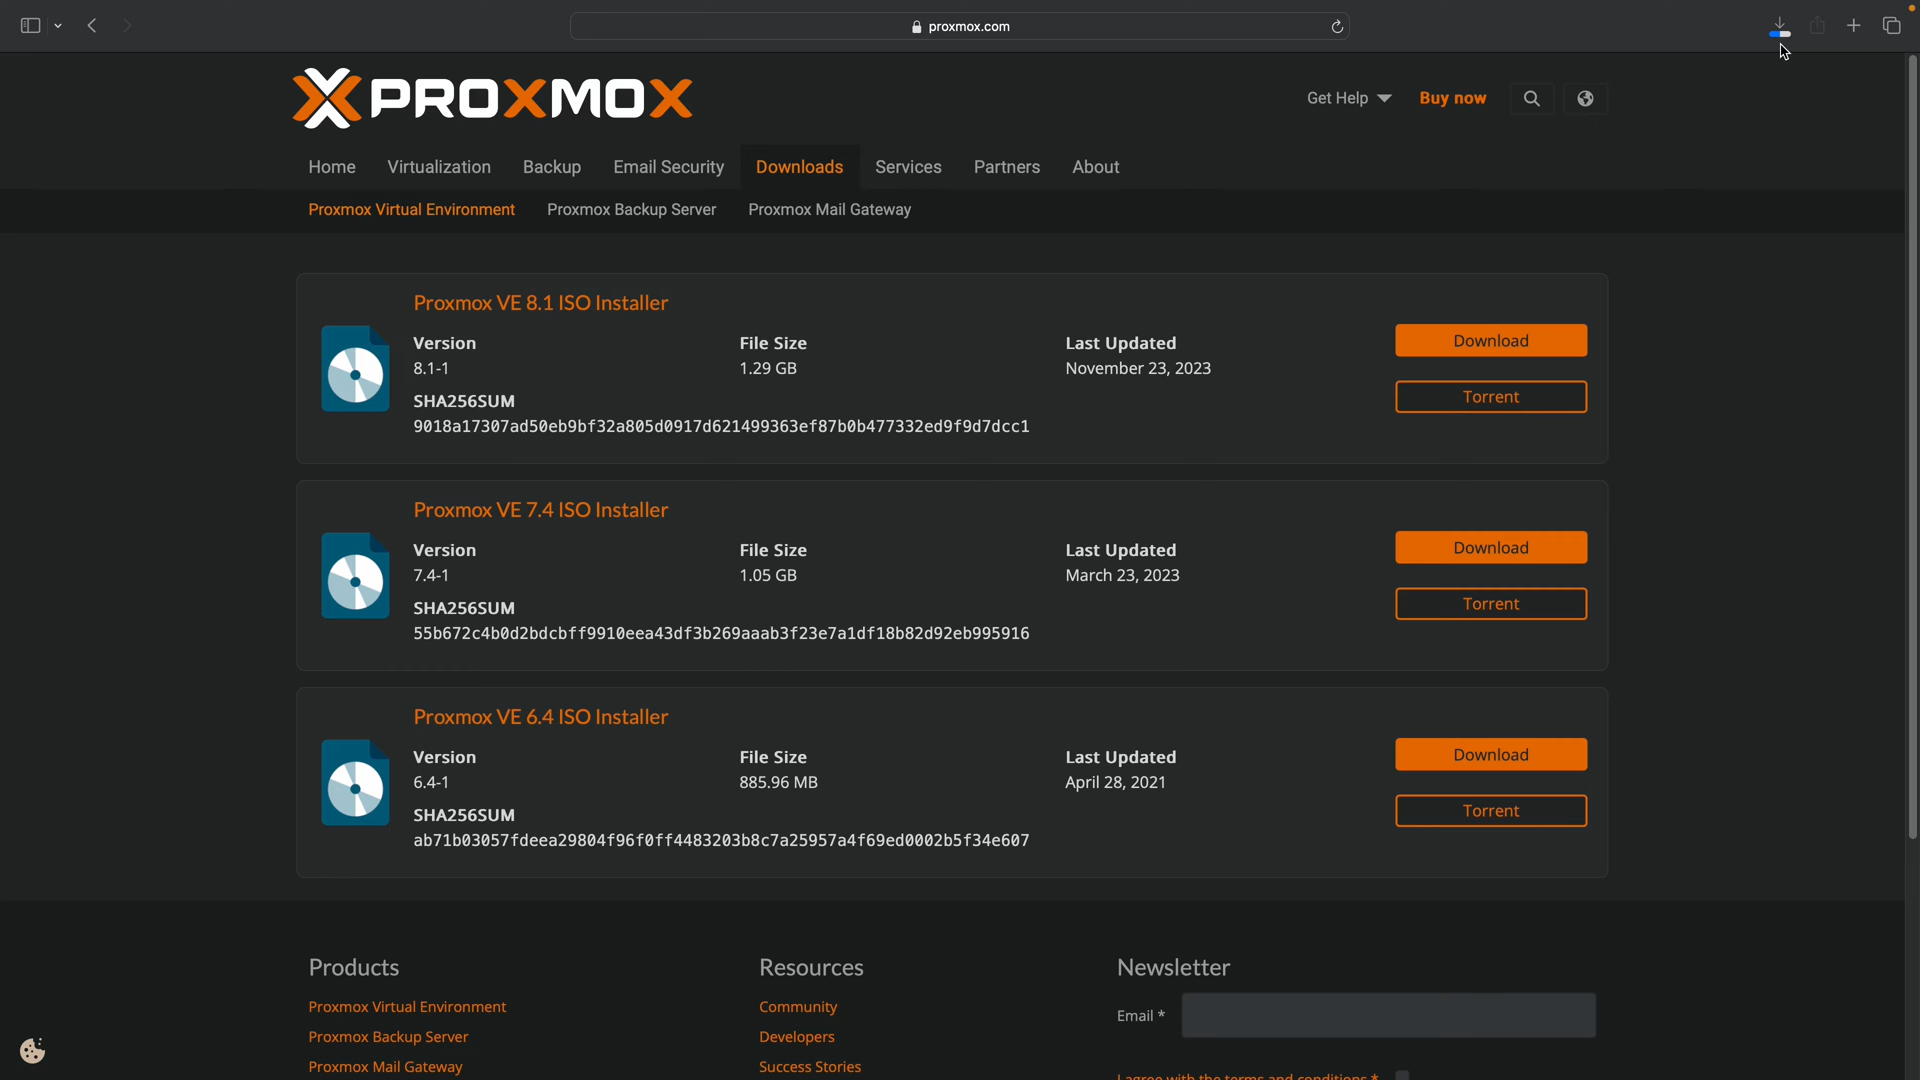 proxmox.com
PROXMOX
Get Help
Buy now
Home Virtualization Backup Email Security Downloads Services Partners About
Proxmox Virtual Environment Proxmox Backup Server Proxmox Mail Gateway
Proxmox VE 8.1 ISO Installer
Version File Size Last Updated
8.1-1 1.29 GB November 23, 2023
Download
Torrent
SHA256SUM
9018a17307ad50eb9bf32a805d0917d621499363ef87b0b477332ed9f9d7dcc1
Proxmox VE 7.4 ISO Installer
Version File Size Last Updated
7.4-1 1.05 GB March 23, 2023
Download
Torrent
SHA256SUM
55b672c4b0d2bdcbff9910eea43df3b269aaab3f23e7a1df18b82d92eb995916
Proxmox VE 6.4 ISO Installer
Version File Size Last Updated
6.4-1 885.96 MB April 28, 2021
Download
Torrent
SHA256SUM
ab71b03057fdeea29804f96f0ff4483203b8c7a25957a4f69ed0002b5f34e607
Products
Proxmox Virtual Environment
Proxmox Backup Server
Proxmox Mail Gateway
Resources
Community
Developers
Success Stories
Newsletter
Email *
I agree with the terms and conditions *